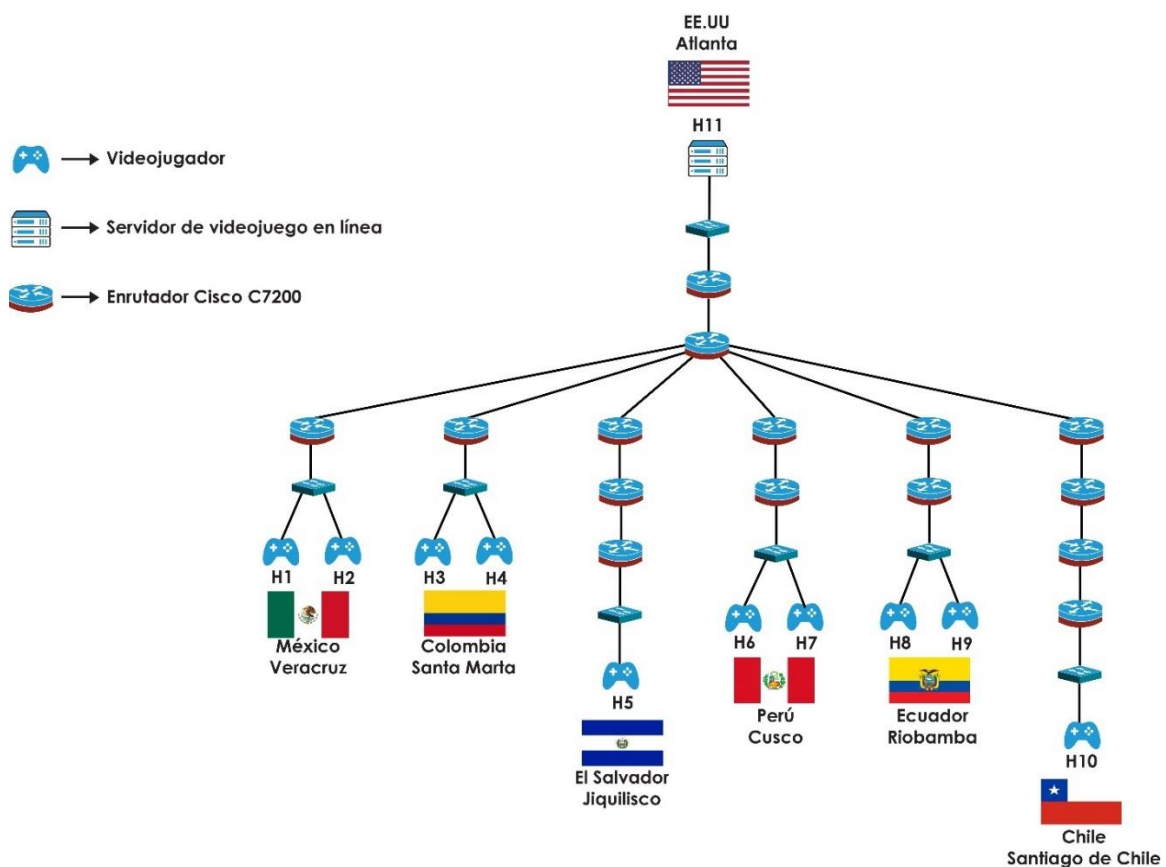 EE.UU
Atlanta
H11
Videojugador
Servidor de videojuego en línea
Enrutador Cisco C7200
H1
H2
México
Veracruz
H3
H4
Colombia
Santa Marta
H5
El Salvador
Jiquilisco
H6
H7
Perú
Cusco
H8
H9
Ecuador
Riobamba
H10
Chile
Santiago de Chile